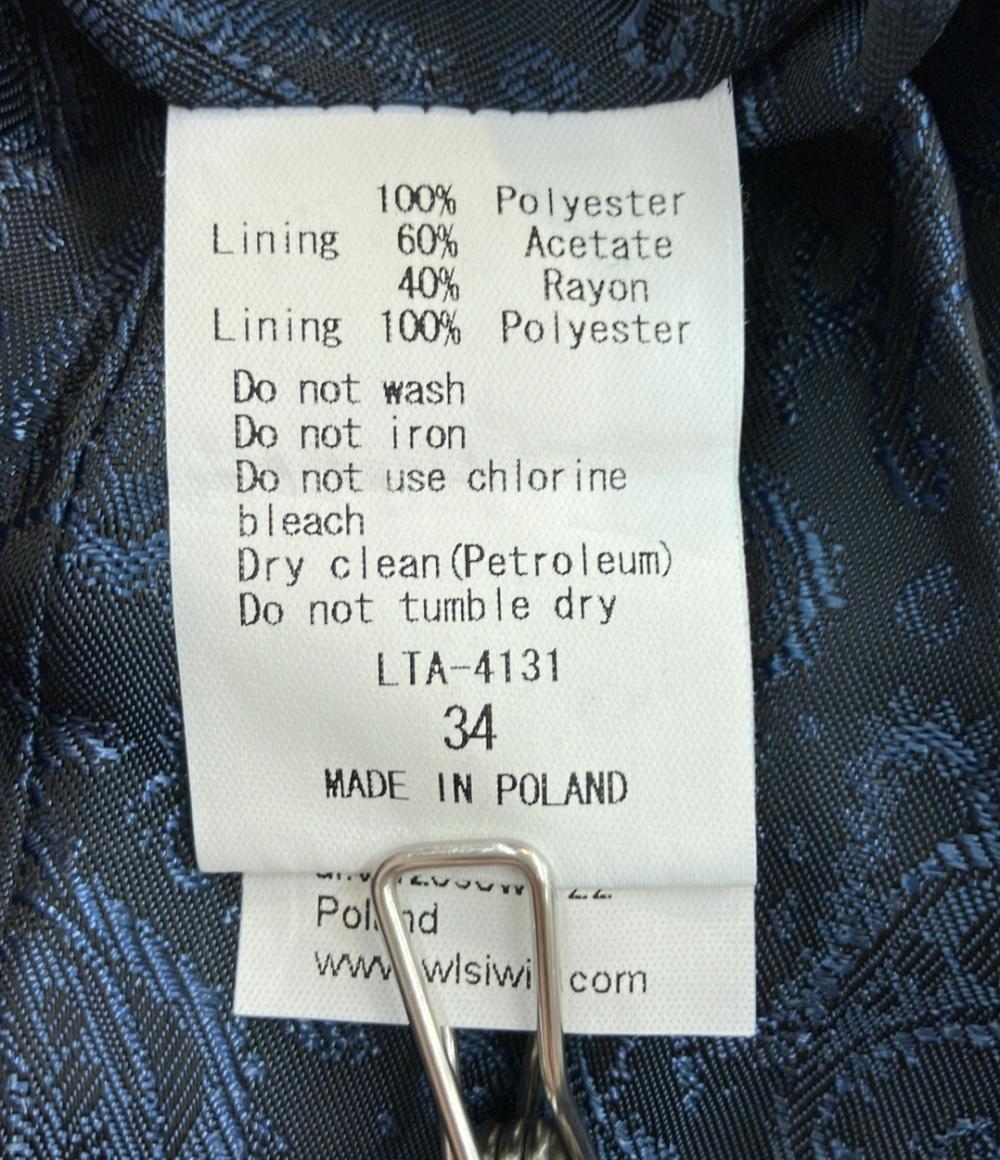 100% Polyester
Lining 60% Acetate
40% Rayon
Lining 100% Polyester
Do not wash
Do not iron
Do not use chlorine
bleach
Dry clean(Petroleum)
Do not tumble dry
LTA-4131
34
MADE IN POLAND
com